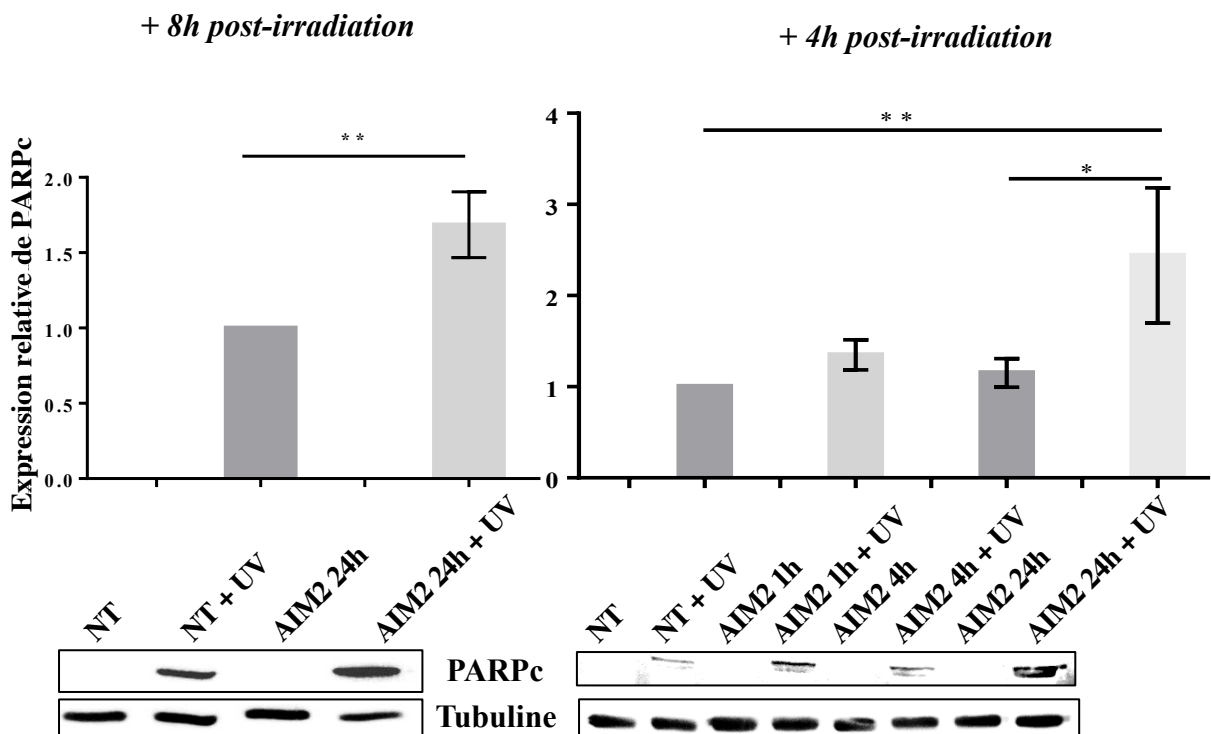 + 8h post-irradiation
+ 4h post-irradiation
Expression relative de PARPc
2.0
1.5
1.0
0.5
0.0
**
4
3
2
1
0
* *
*
NT
NT + UV
AIM2 24h
AIM2 24h + UV
NT
NT + UV
AIM2 1h
AIM2 1h + UV
AIM2 4h
AIM2 4h + UV
AIM2 24h
AIM2 24h + UV
PARPc
Tubuline